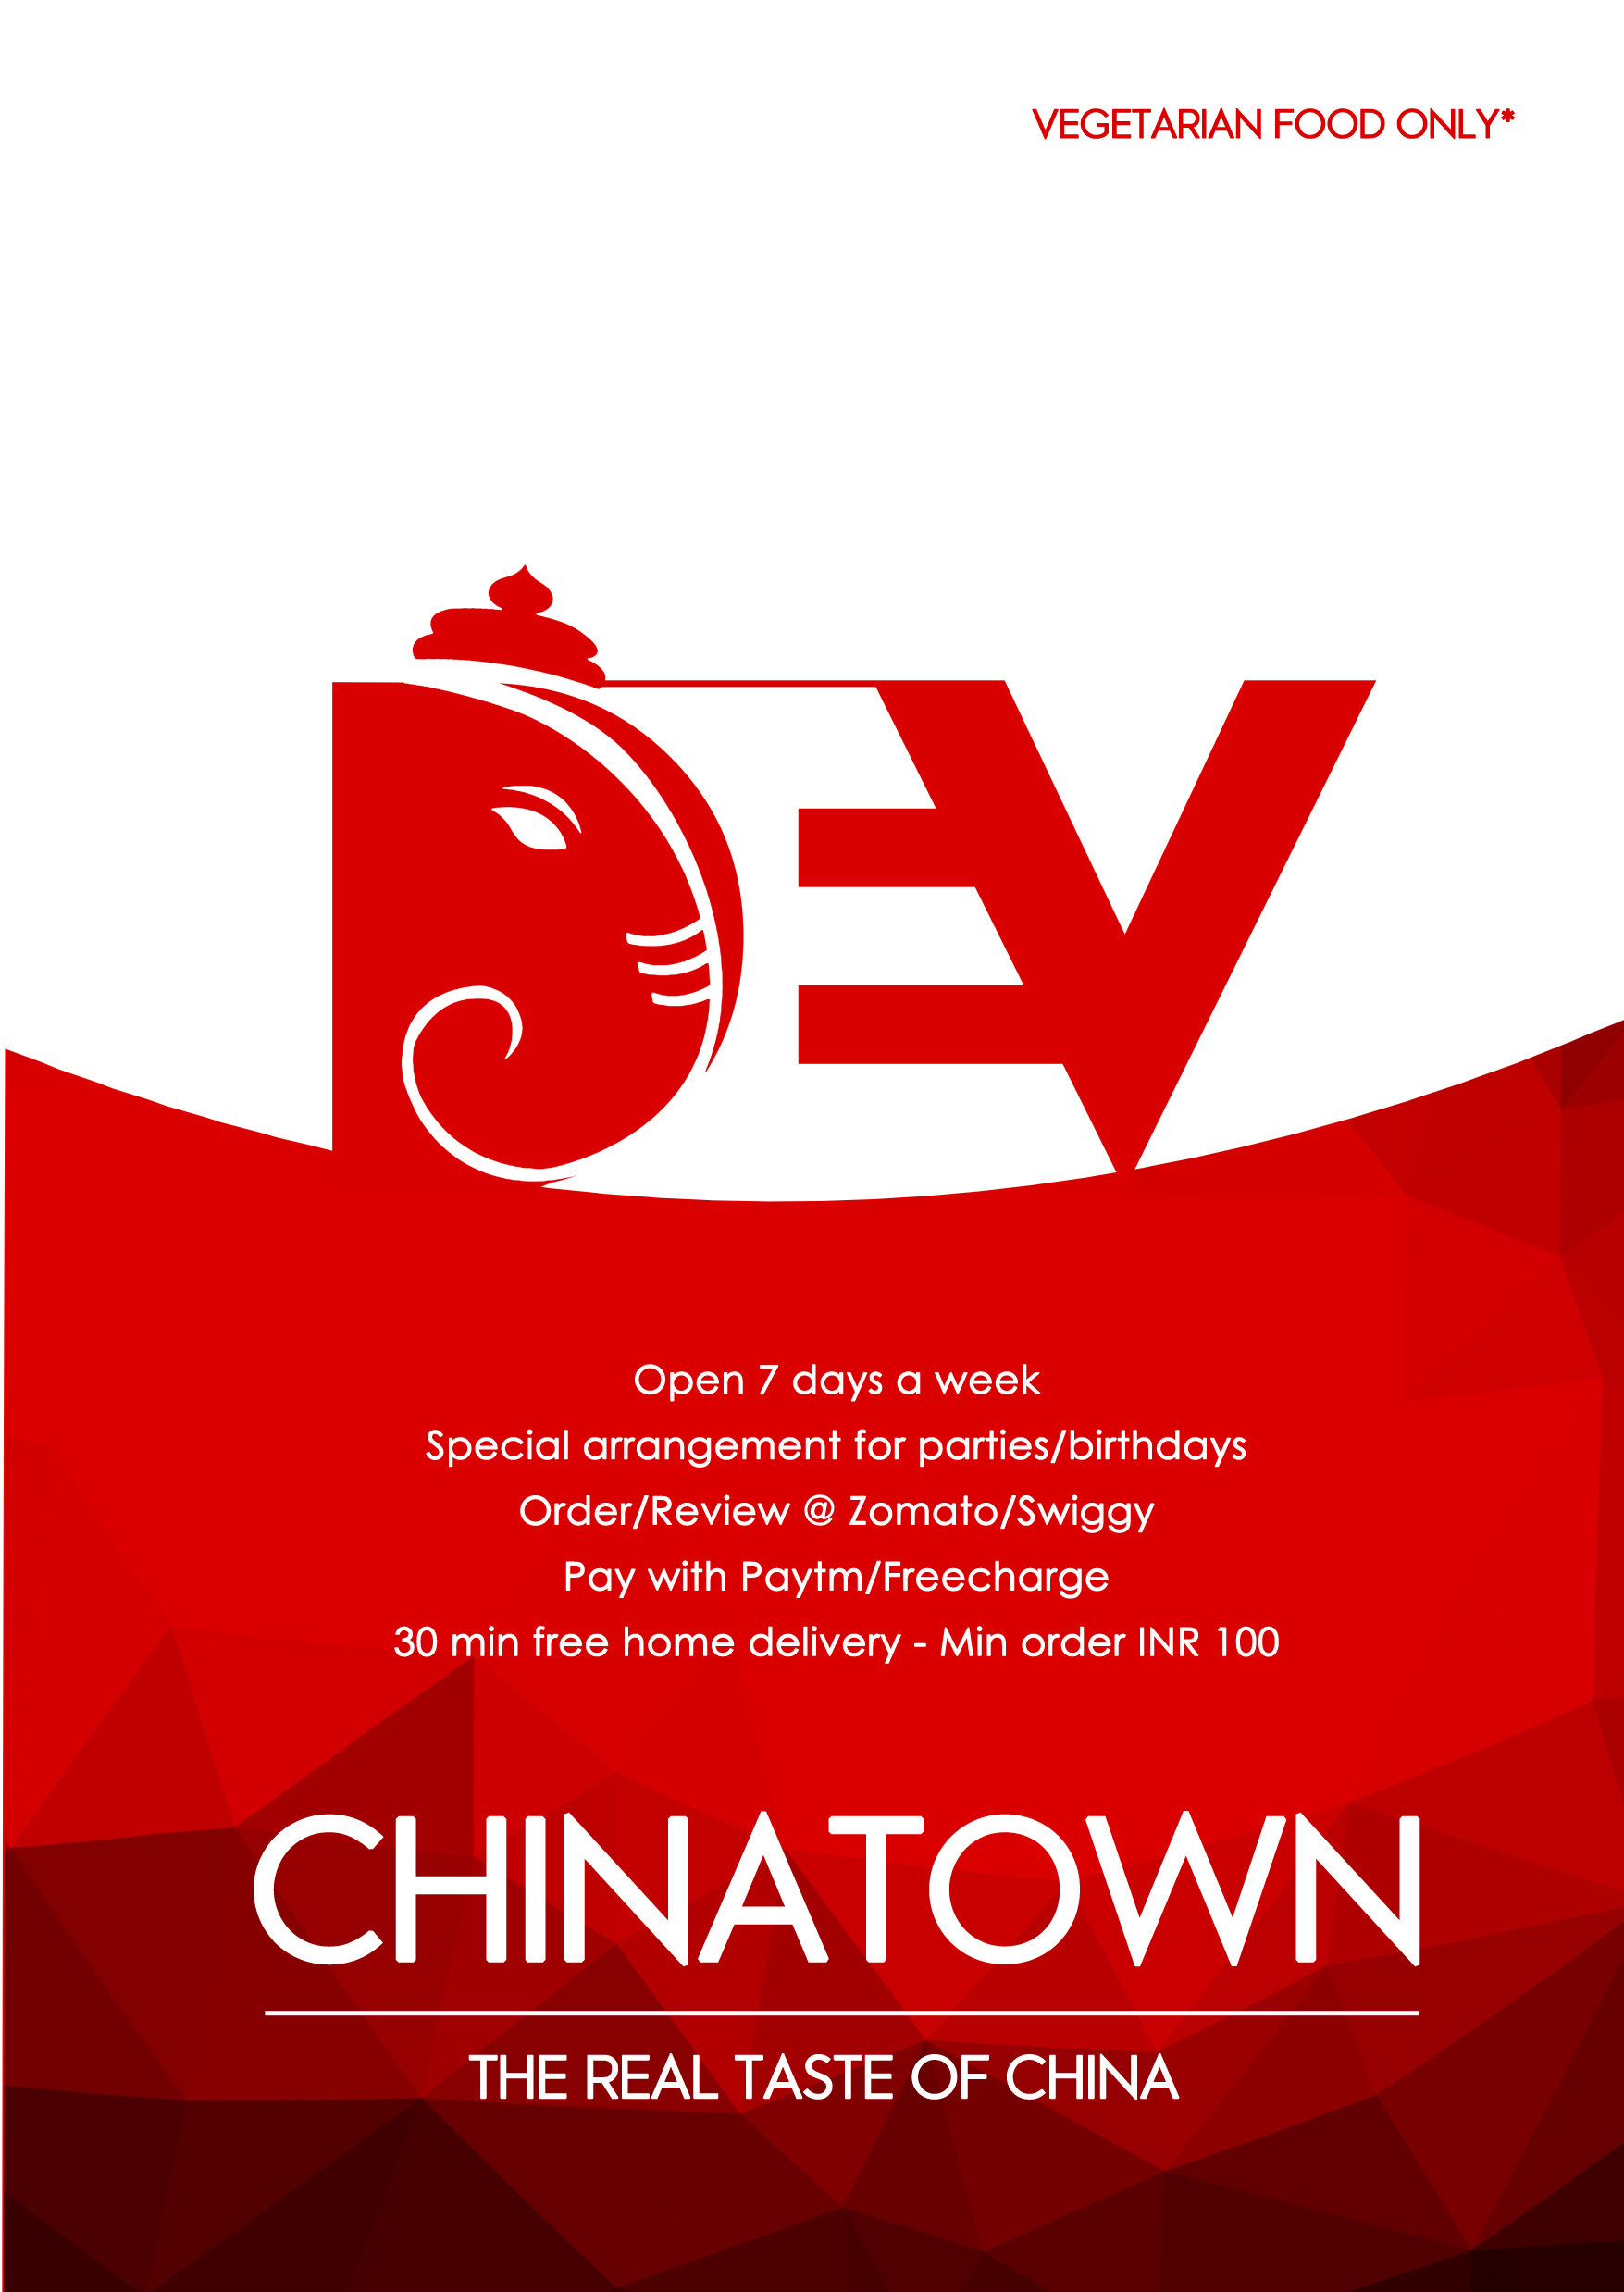 VEGETARIAN FOOD ONLY*
DEV
Open 7 days a week
Special arrangement for parties/birthdays
Order/Review @ Zomato/Swiggy
Pay with Paytm/Freecharge
30 min free home delivery - Min order INR 100
CHINATOWN
THE REAL TASTE OF CHINA